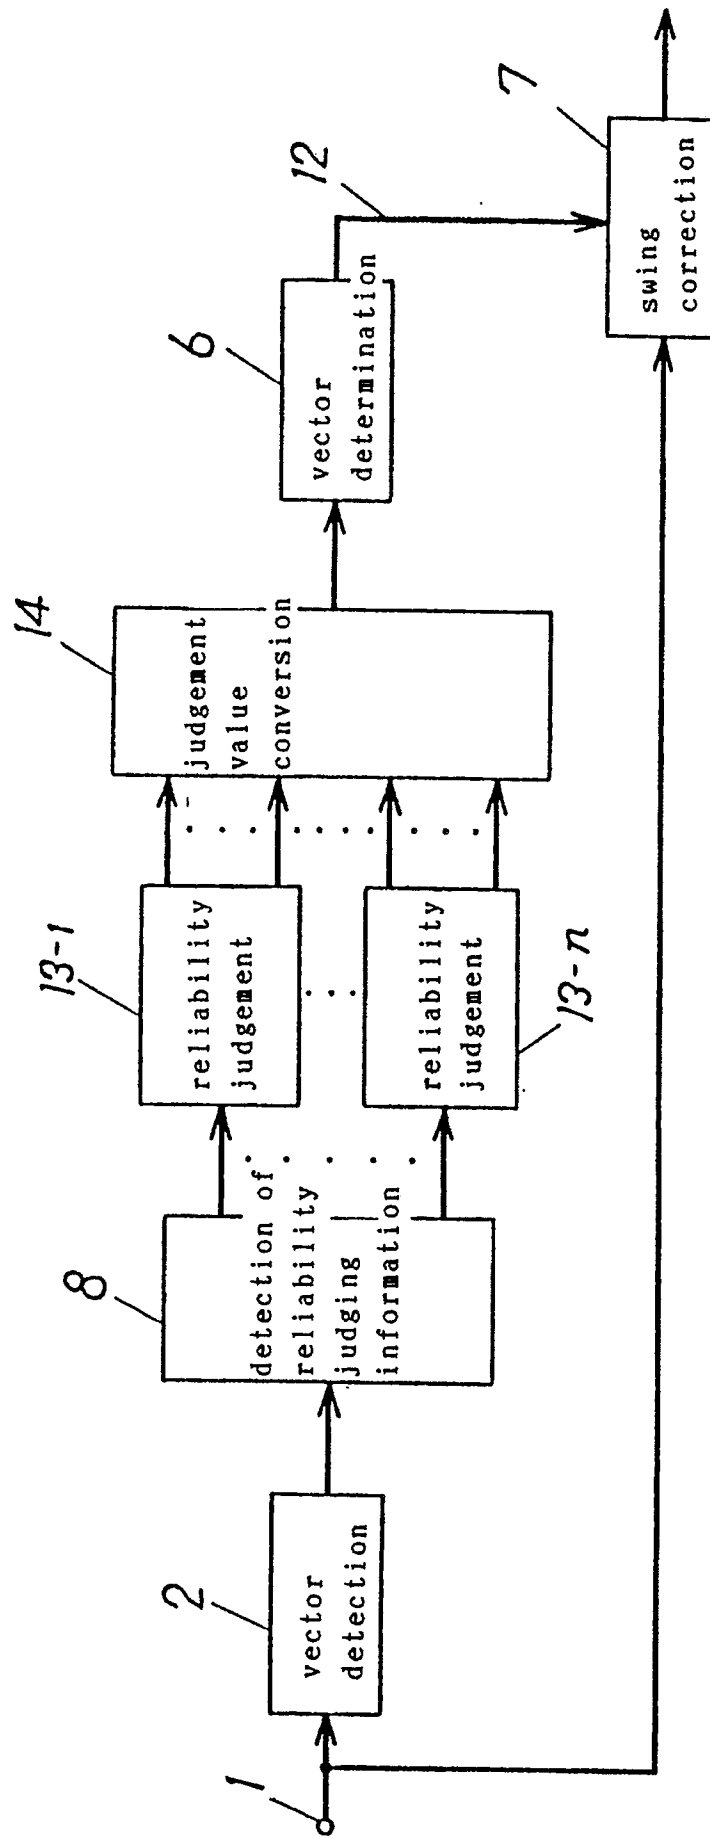 1
2
vector
detection
8
detection of
reliability
judging
information
13-1
reliability
judgement
13-n
reliability
judgement
14
judgement
value
conversion
6
vector
determination
12
7
swing
correction